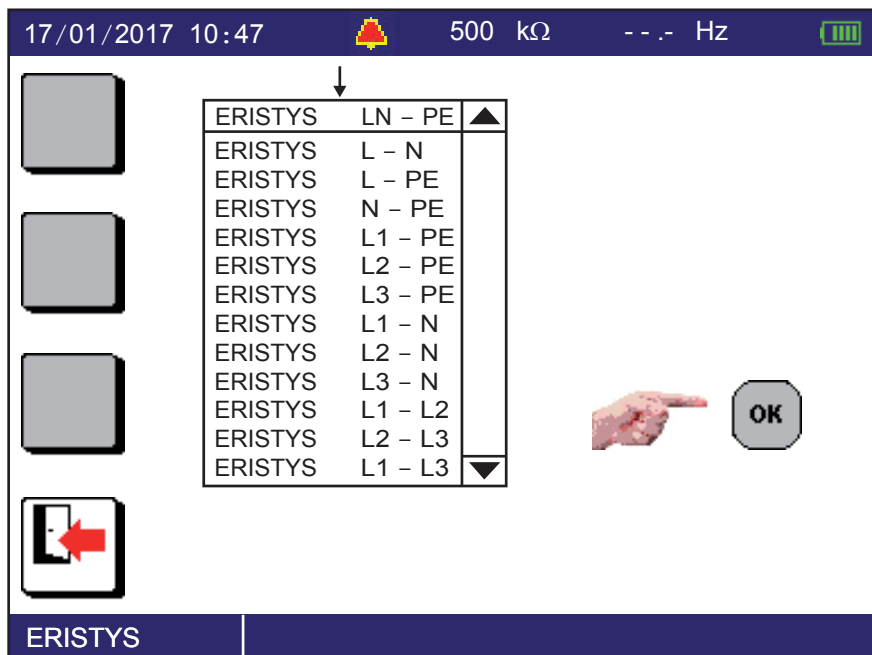 17/01/2017 10:47 500 kΩ - - .- Hz
ERISTYS LN – PE
ERISTYS L – N
ERISTYS L – PE
ERISTYS N – PE
ERISTYS L1 – PE
ERISTYS L2 – PE
ERISTYS L3 – PE
ERISTYS L1 – N
ERISTYS L2 – N
ERISTYS L3 – N
ERISTYS L1 – L2
ERISTYS L2 – L3
ERISTYS L1 – L3
OK
ERISTYS